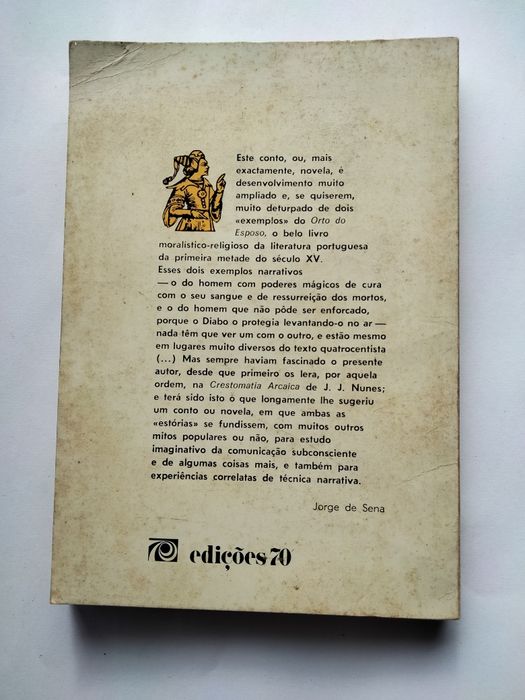 Este conto, ou, mais
exactamente, novela, é
desenvolvimento muito
ampliado e, se quiserem,
muito deturpado de dois
«exemplos» do Orto do
Esposo, o belo livro
moralístico-religioso da literatura portuguesa
da primeira metade do século XV.
Esses dois exemplos narrativos
— o do homem com poderes mágicos de cura
com o seu sangue e de ressurreição dos mortos,
e o do homem que não pôde ser enforcado,
porque o Diabo o protegia levantando-o no ar —
nada têm que ver um com o outro, e estão mesmo
em lugares muito diversos do texto quatrocentista
(...) Mas sempre haviam fascinado o presente
autor, desde que primeiro os lera, por aquela
ordem, na Crestomatia Arcaica de J. J. Nunes;
e terá sido isto o que longamente lhe sugeriu
um conto ou novela, em que ambas as
«estórias» se fundissem, com muitos outros
mitos populares ou não, para estudo
imaginativo da comunicação subconsciente
e de algumas coisas mais, e também para
experiências correlatas de técnica narrativa.
Jorge de Sena
edições 70